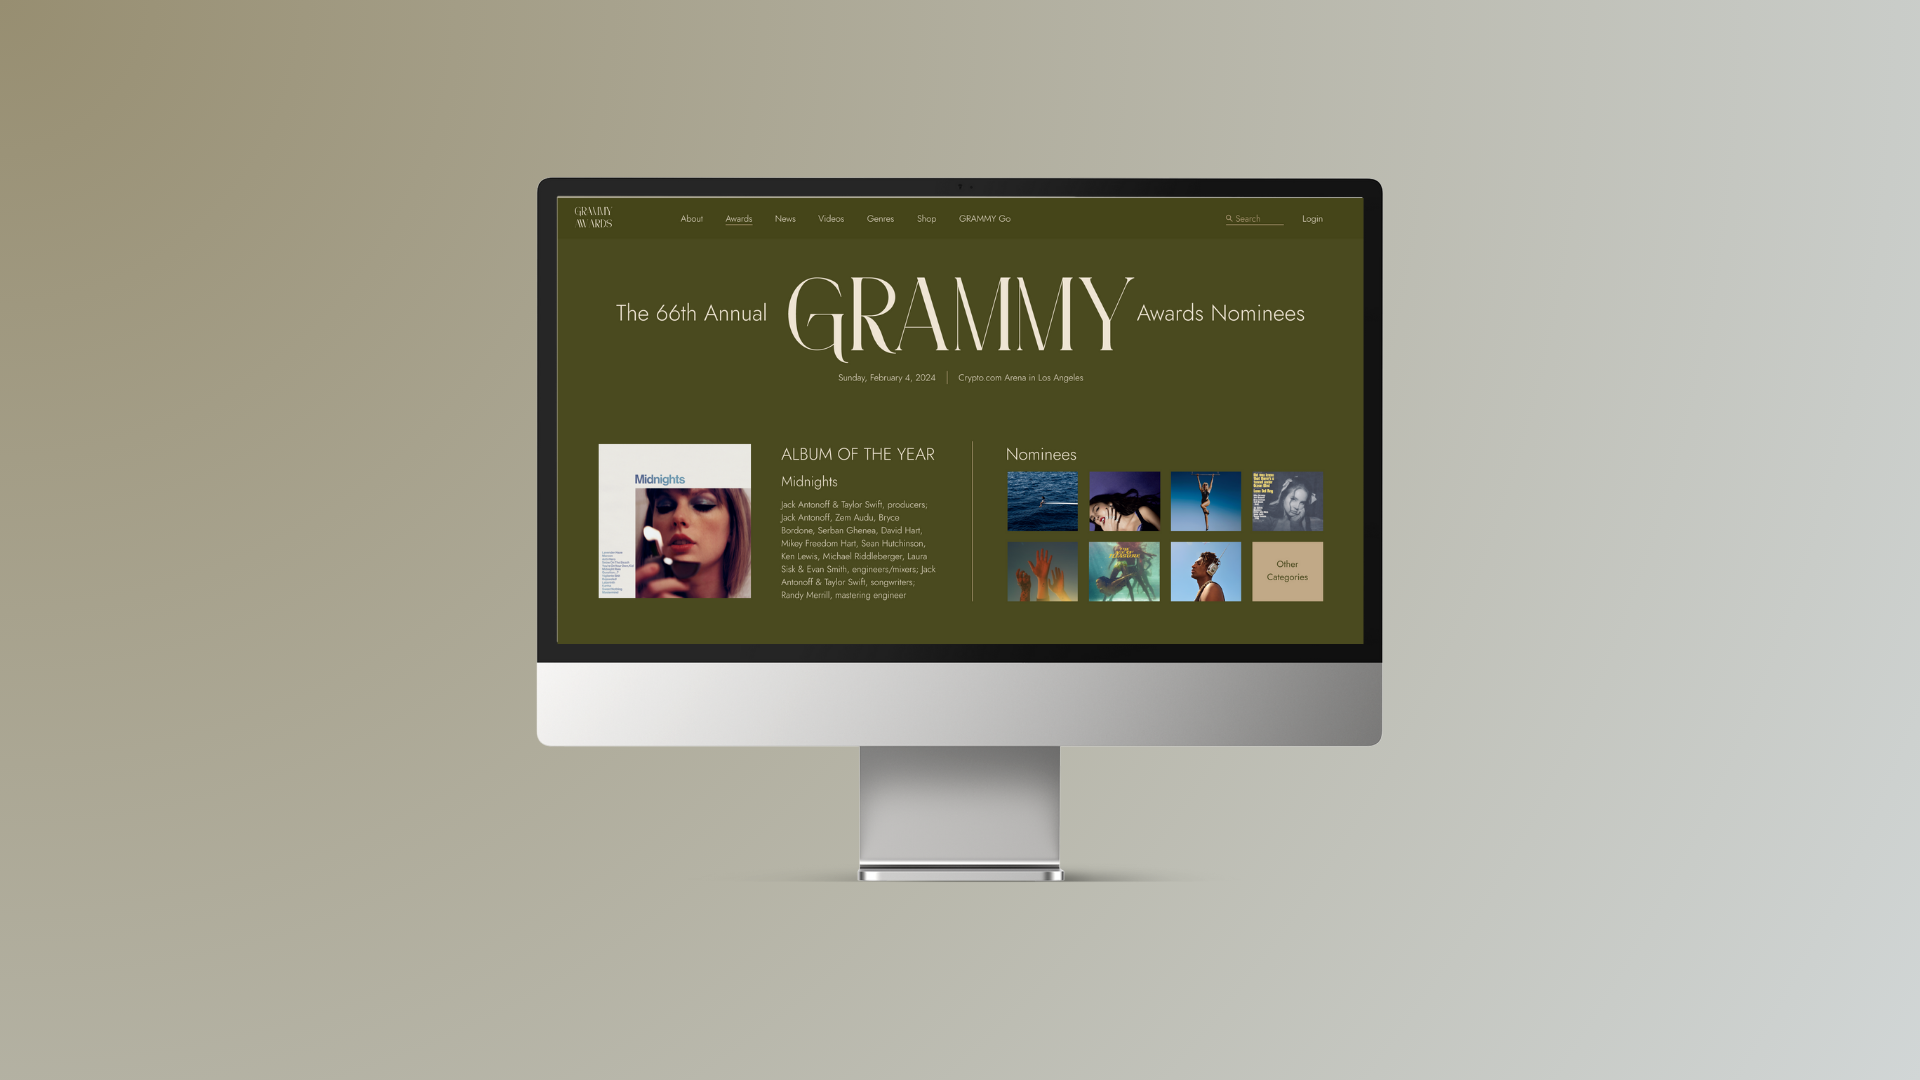 GRAMMY
AWARDS
About Awards News Videos Genres Shop GRAMMY Go
Search
Login
The 66th Annual GRAMMY Awards Nominees
Sunday, February 4, 2024 | Crypto.com Arena in Los Angeles
Midnights
ALBUM OF THE YEAR
Midnights
Jack Antonoff & Taylor Swift, producers;
Jack Antonoff, Zem Audu, Bryce
Bordone, Serban Ghenea, David Hart,
Mikey Freedom Hart, Sean Hutchinson,
Ken Lewis, Michael Riddleberger, Laura
Sisk & Evan Smith, engineers/mixers; Jack
Antonoff & Taylor Swift, songwriters;
Randy Merrill, mastering engineer
Nominees
Other
Categories